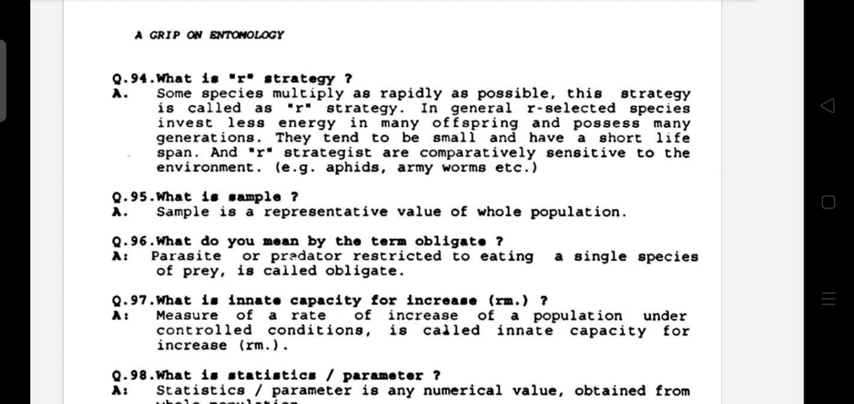 A GRIP ON ENTOMOLOGY
Q.94.What is "r" strategy ?
A. Some species multiply as rapidly as possible, this strategy
is called as "r" strategy. In general r-selected species
invest less energy in many offspring and possess many
generations. They tend to be small and have a short life
span. And "r" strategist are comparatively sensitive to the
environment. (e.g. aphids, army worms etc.)
Q.95.What is sample ?
A. Sample is a representative value of whole population.
Q.96.What do you mean by the term obligate ?
A: Parasite or predator restricted to eating a single species
of prey, is called obligate.
Q.97.What is innate capacity for increase (rm.) ?
A: Measure of a rate of increase of a population under
controlled conditions, is called innate capacity for
increase (rm.).
Q.98.What is statistics / parameter ?
A: Statistics / parameter is any numerical value, obtained from
whole population